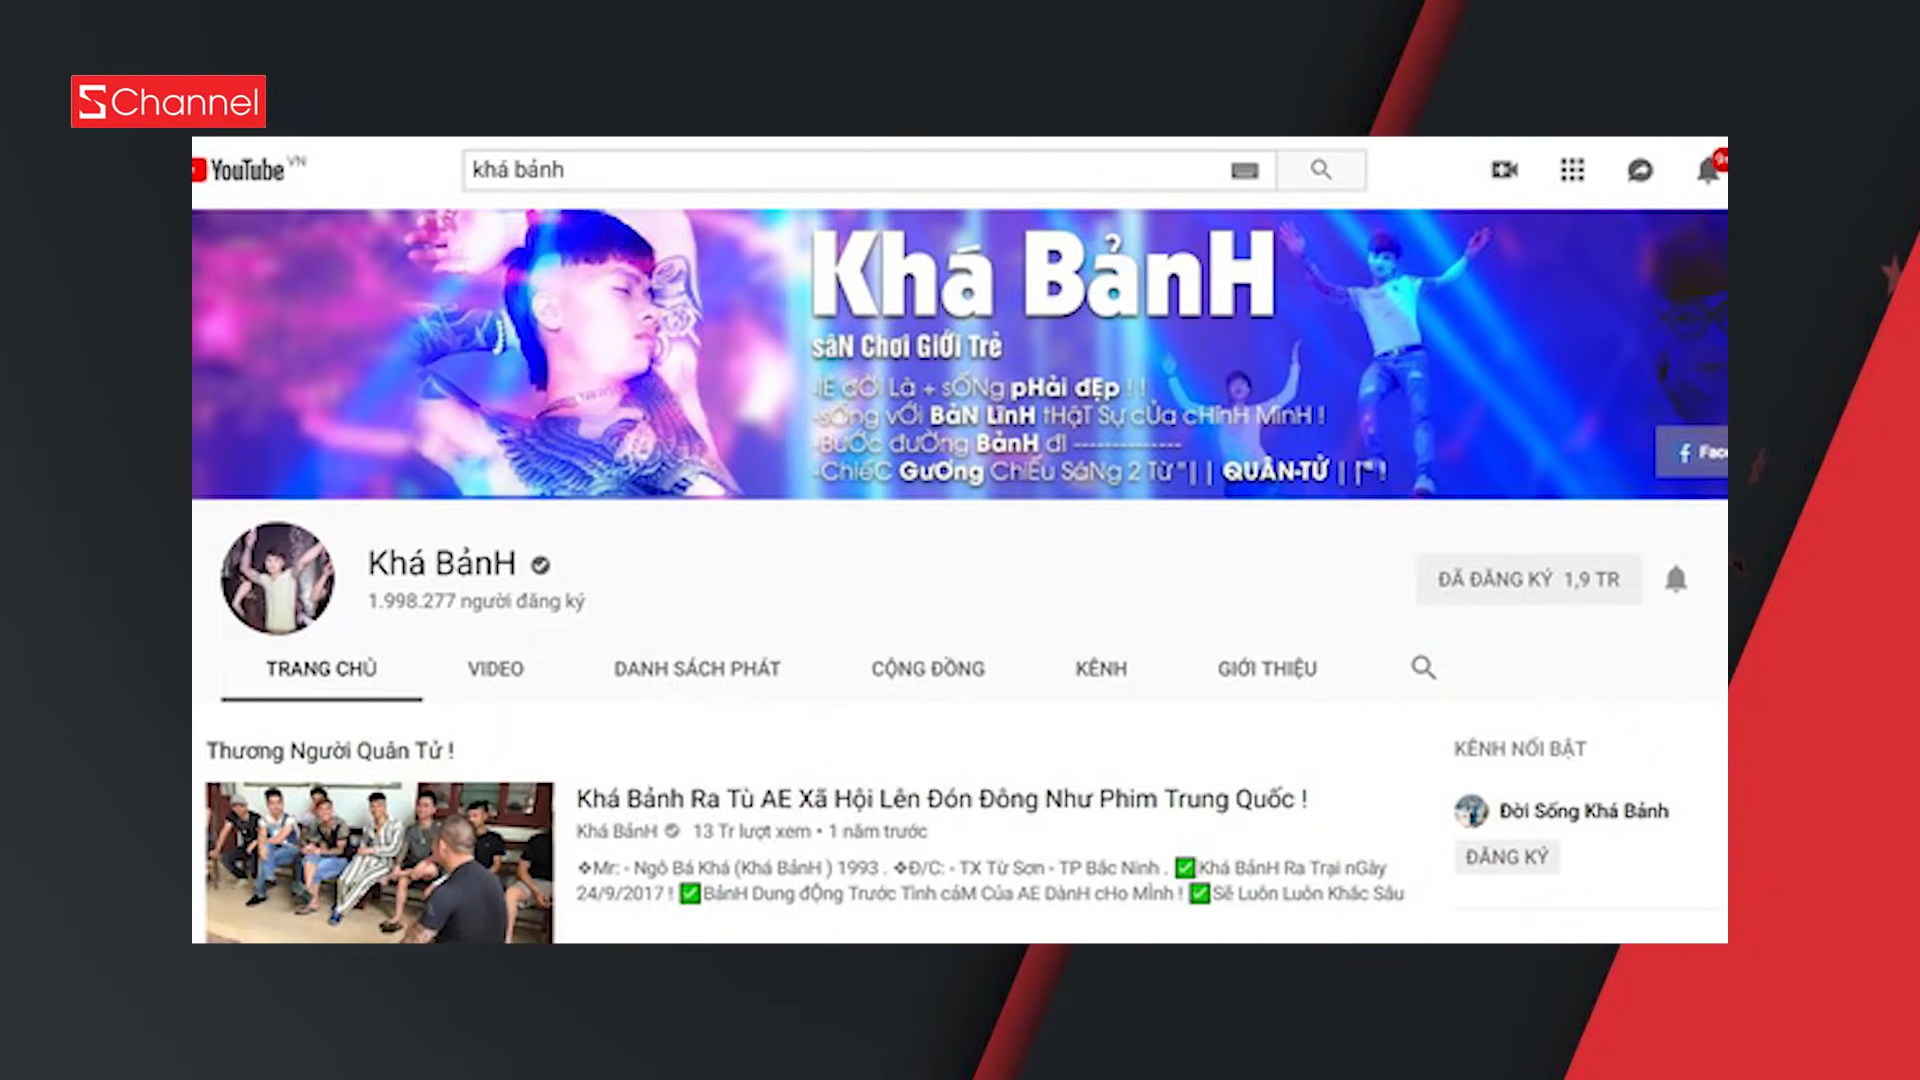 S Channel
YouTube VN
khá bảnh
Khá BảnH
sâN Chơi GIỚI Trẻ
-IE đỜI Là + sỐNg pHải đẸp ! !
-sỐng vỚI BảN LĩnH tHậT Sự củA cHínH MìnH !
-BướC đườNg BảnH đI --------------
-ChiếC GươNg ChIếu SáNg 2 Từ "| | QUÂN-TỬ | |" !
Khá BảnH
1.998.277 người đăng ký
ĐÃ ĐĂNG KÝ 1,9 TR
TRANG CHỦ VIDEO DANH SÁCH PHÁT CỘNG ĐỒNG KÊNH GIỚI THIỆU
Thương Người Quân Tử !
KÊNH NỔI BẬT
Khá Bảnh Ra Tù AE Xã Hội Lên Đón Đông Như Phim Trung Quốc !
Khá BảnH 13 Tr lượt xem • 1 năm trước
Đời Sống Khá Bảnh
ĐĂNG KÝ
❖Mr: - Ngô Bá Khá (Khá BảnH ) 1993 . ❖Đ/C: - TX Từ Sơn - TP Bắc Ninh . ✅Khá BảnH Ra Trại nGày
24/9/2017 ! ✅BảnH Dung độNg Trước Tình cảM Của AE DànH cHo MÌnh ! ✅Sẽ Luôn Luôn Khắc Sâu